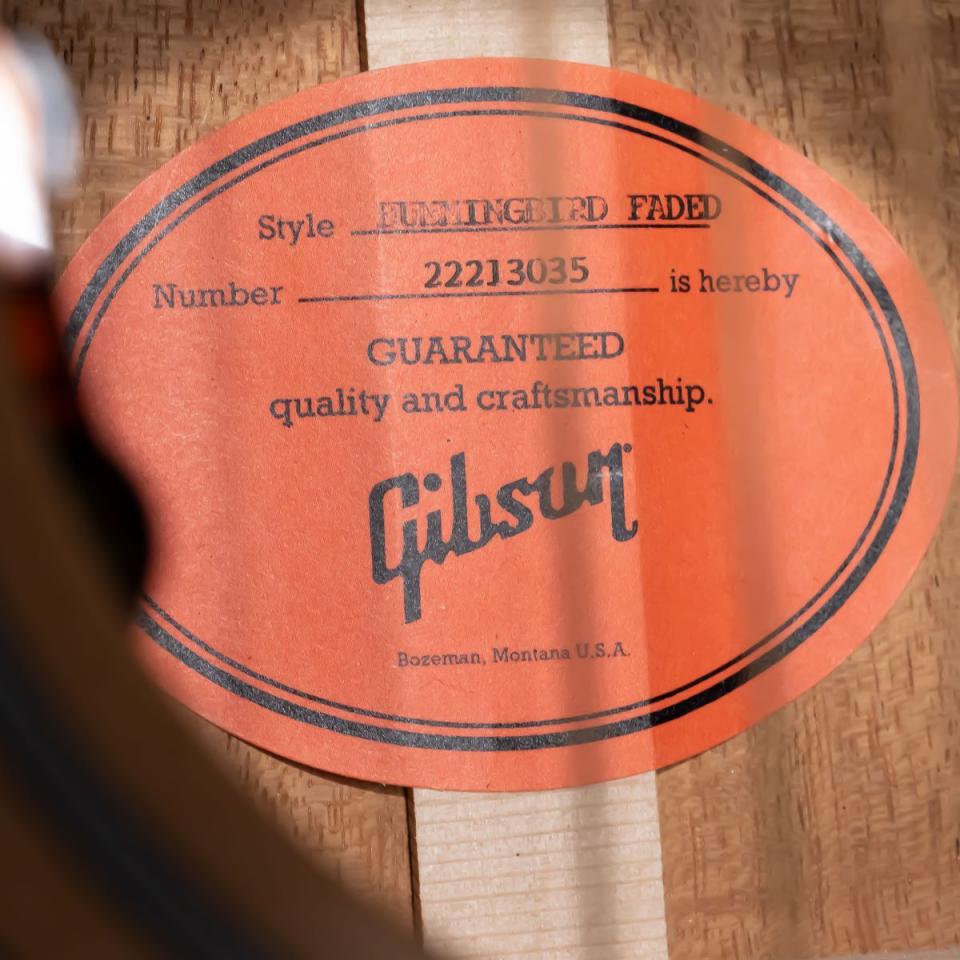 Style HUMMINGBIRD FADED
Number 22213035 is hereby
GUARANTEED
quality and craftsmanship.
Gibson
Bozeman, Montana U.S.A.